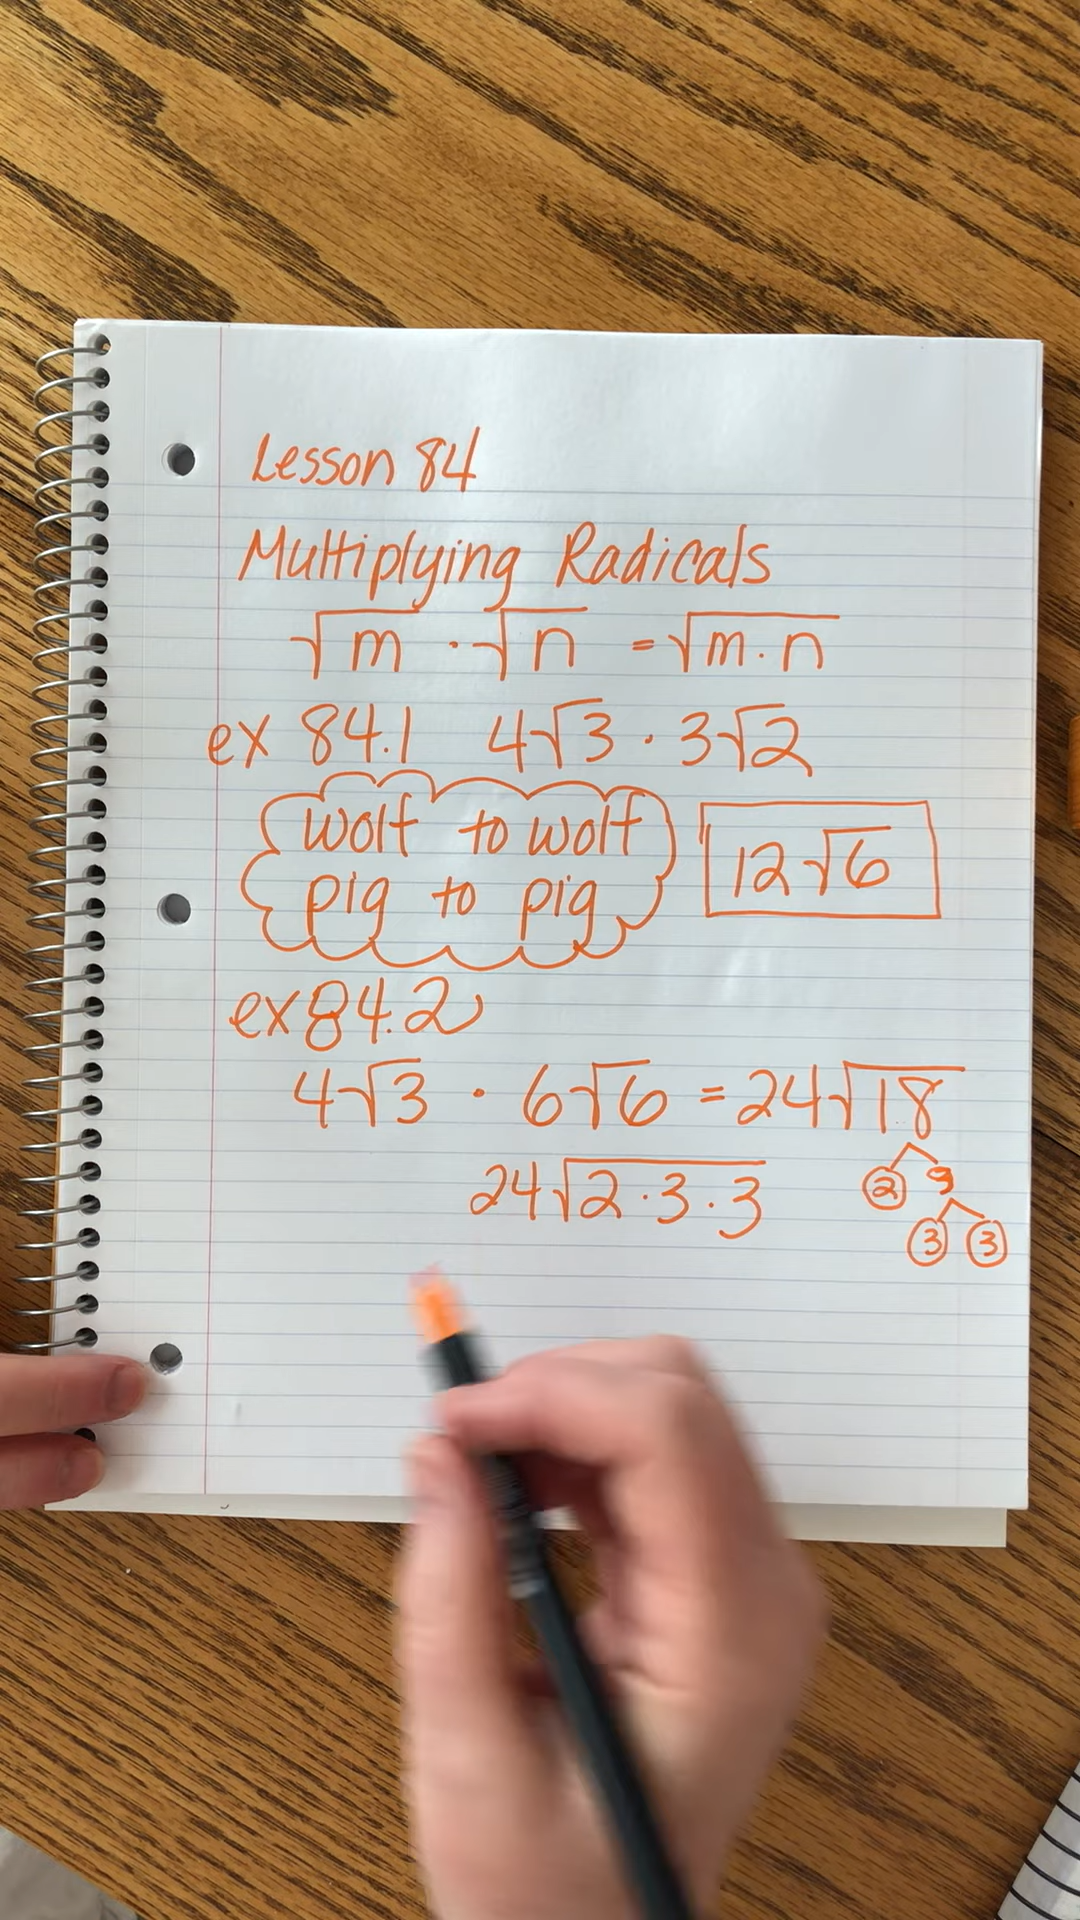 Lesson 84
Multiplying Radicals
√m · √n = √m·n
ex 84.1 4√3 · 3√2
wolf to wolf
pig to pig
12√6
ex 84.2
4√3 · 6√6 = 24√18
24√2·3·3
2 9
3 3